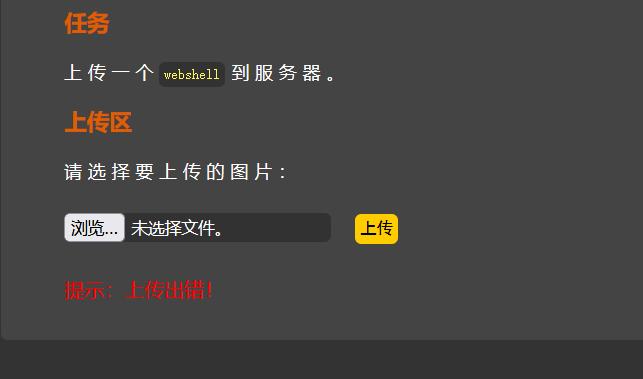 任务
上传一个 webshell 到服务器。
上传区
请选择要上传的图片：
浏览... 未选择文件。 上传
提示：上传出错！